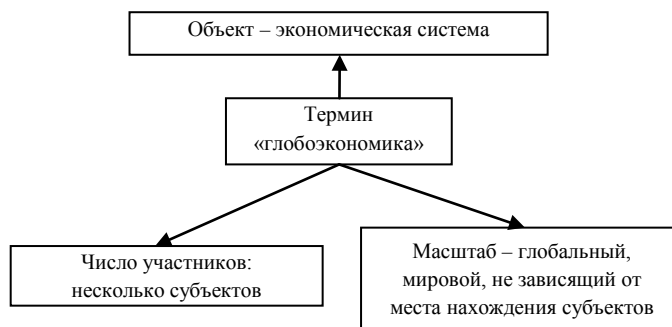 Объект – экономическая система
Термин
«глобоэкономика»
Число участников:
несколько субъектов
Масштаб – глобальный,
мировой, не зависящий от
места нахождения субъектов